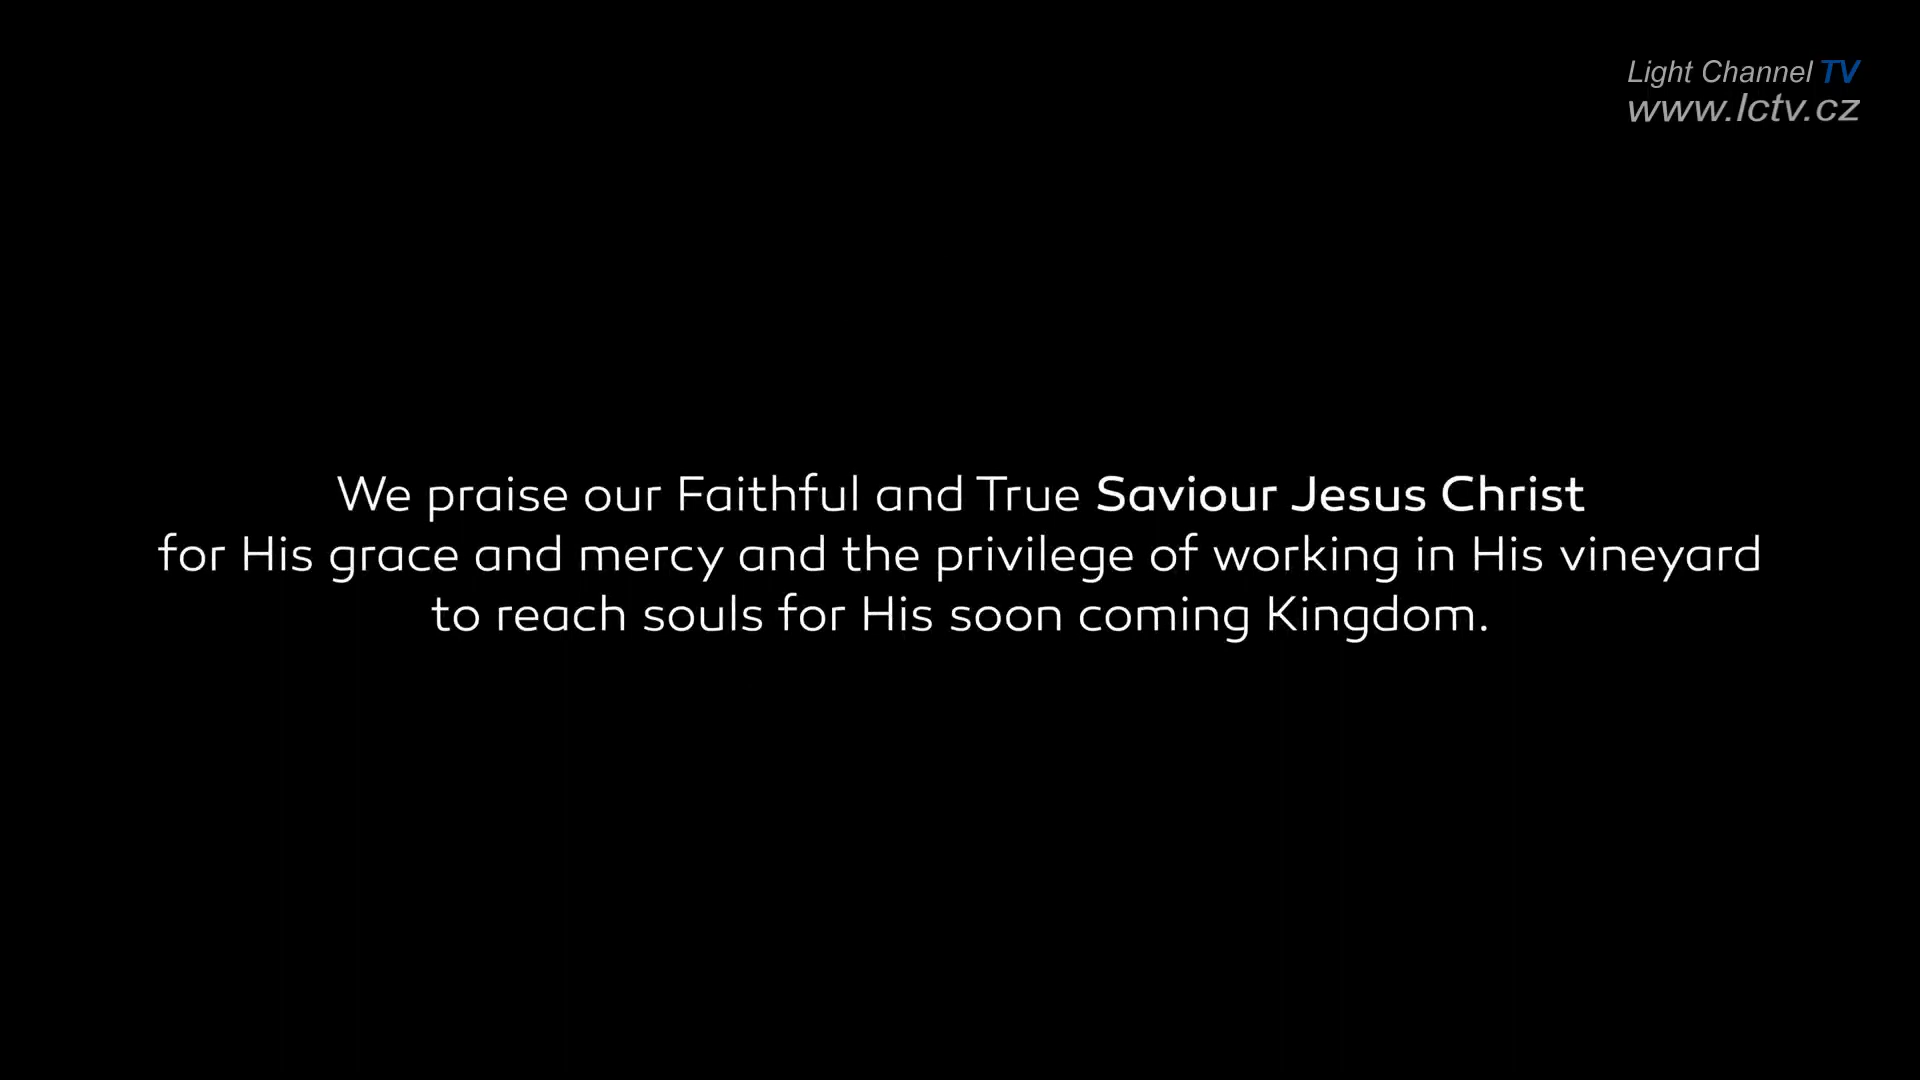 Light Channel TV
www.lctv.cz
We praise our Faithful and True Saviour Jesus Christ
for His grace and mercy and the privilege of working in His vineyard
to reach souls for His soon coming Kingdom.